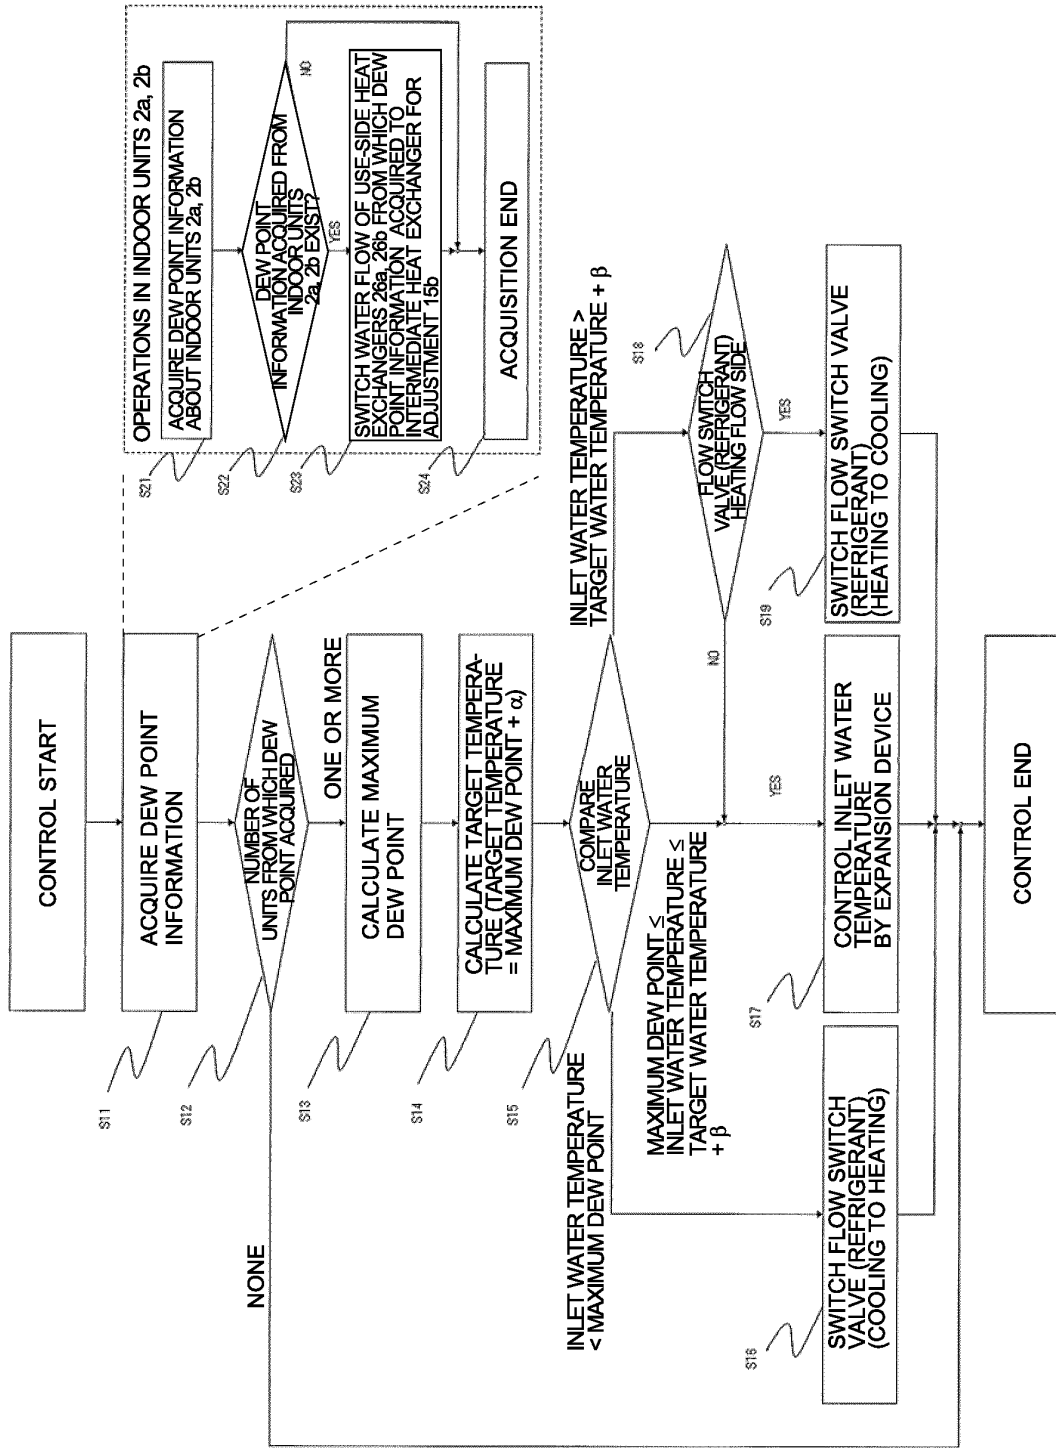 CONTROL START
S11
ACQUIRE DEW POINT
INFORMATION
S12
NUMBER OF
UNITS FROM WHICH DEW
POINT ACQUIRED
NONE
ONE OR MORE
S13
CALCULATE MAXIMUM
DEW POINT
S14
CALCULATE TARGET TEMPERA-
TURE (TARGET TEMPERATURE
= MAXIMUM DEW POINT + α)
S15
COMPARE
INLET WATER
TEMPERATURE
INLET WATER TEMPERATURE
< MAXIMUM DEW POINT
MAXIMUM DEW POINT ≤
INLET WATER TEMPERATURE ≤
TARGET WATER TEMPERATURE
+ β
INLET WATER TEMPERATURE >
TARGET WATER TEMPERATURE + β
S18
FLOW SWITCH
VALVE (REFRIGERANT)
HEATING FLOW SIDE
NO
YES
YES
S16
SWITCH FLOW SWITCH
VALVE (REFRIGERANT)
(COOLING TO HEATING)
S17
CONTROL INLET WATER
TEMPERATURE
BY EXPANSION DEVICE
S19
SWITCH FLOW SWITCH VALVE
(REFRIGERANT)
(HEATING TO COOLING)
CONTROL END
OPERATIONS IN INDOOR UNITS 2a, 2b
S21
ACQUIRE DEW POINT INFORMATION
ABOUT INDOOR UNITS 2a, 2b
S22
DEW POINT
INFORMATION ACQUIRED FROM
INDOOR UNITS
2a, 2b EXIST?
NO
YES
S23
SWITCH WATER FLOW OF USE-SIDE HEAT
EXCHANGERS 26a, 26b FROM WHICH DEW
POINT INFORMATION ACQUIRED TO
INTERMEDIATE HEAT EXCHANGER FOR
ADJUSTMENT 15b
S24
ACQUISITION END